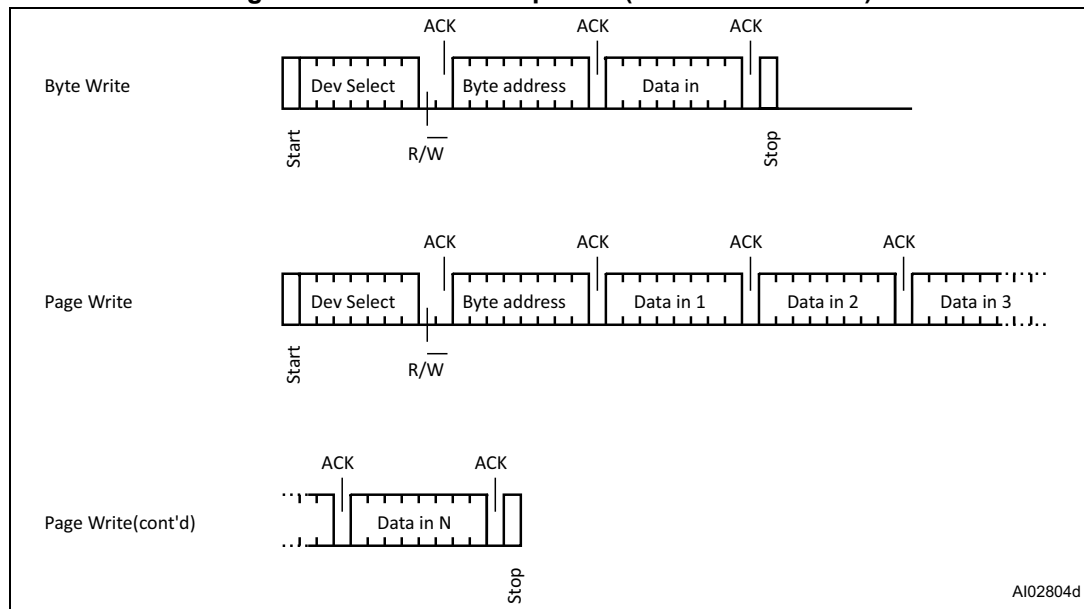 ACK ACK ACK
Byte Write Dev Select Byte address Data in
Start R/W Stop
ACK ACK ACK ACK
Page Write Dev Select Byte address Data in 1 Data in 2 Data in 3
Start R/W
ACK ACK
Page Write(cont'd) Data in N
Stop
AI02804d